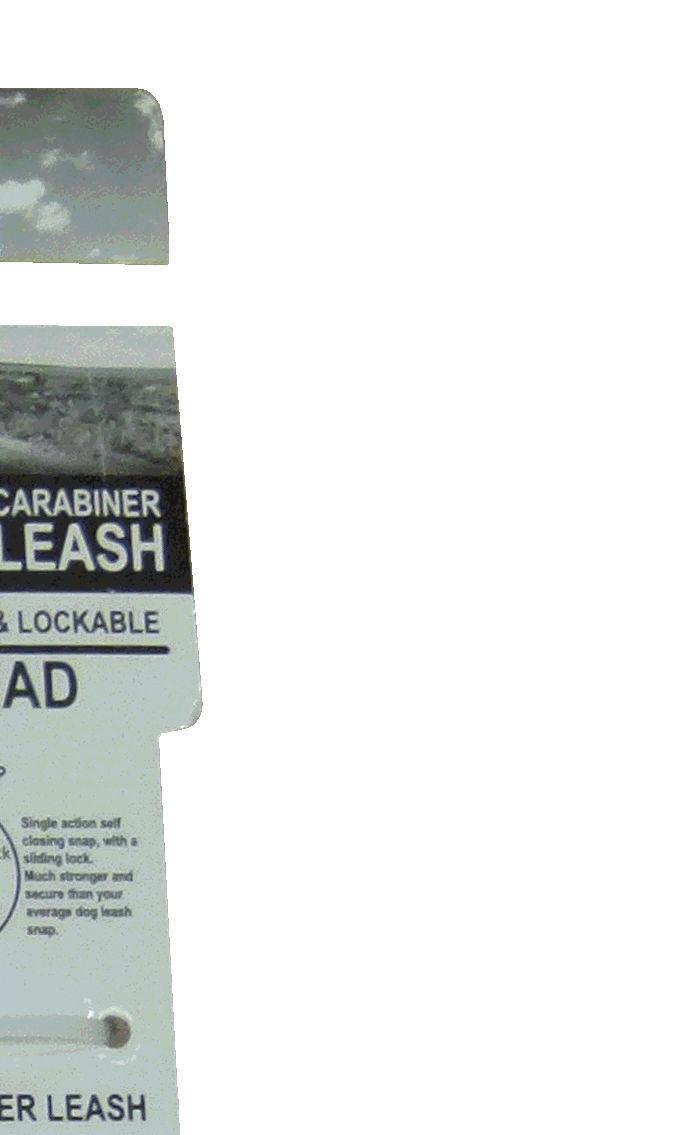 CARABINER
LEASH
& LOCKABLE
AD
Single action self
closing snap, with a
sliding lock.
Much stronger and
secure than your
average dog leash
snap.
ER LEASH